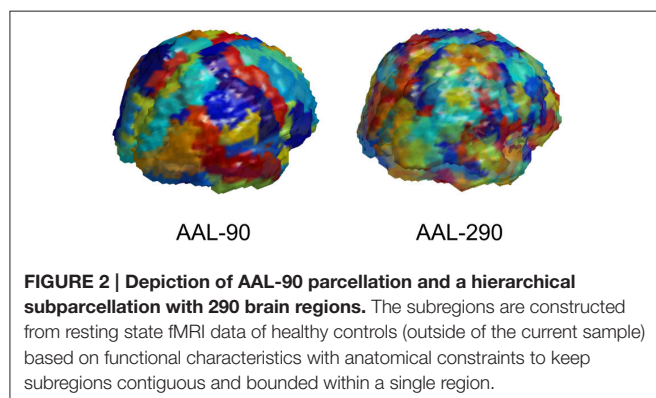 AAL-90 AAL-290
FIGURE 2 | Depiction of AAL-90 parcellation and a hierarchical
subparcellation with 290 brain regions. The subregions are constructed
from resting state fMRI data of healthy controls (outside of the current sample)
based on functional characteristics with anatomical constraints to keep
subregions contiguous and bounded within a single region.